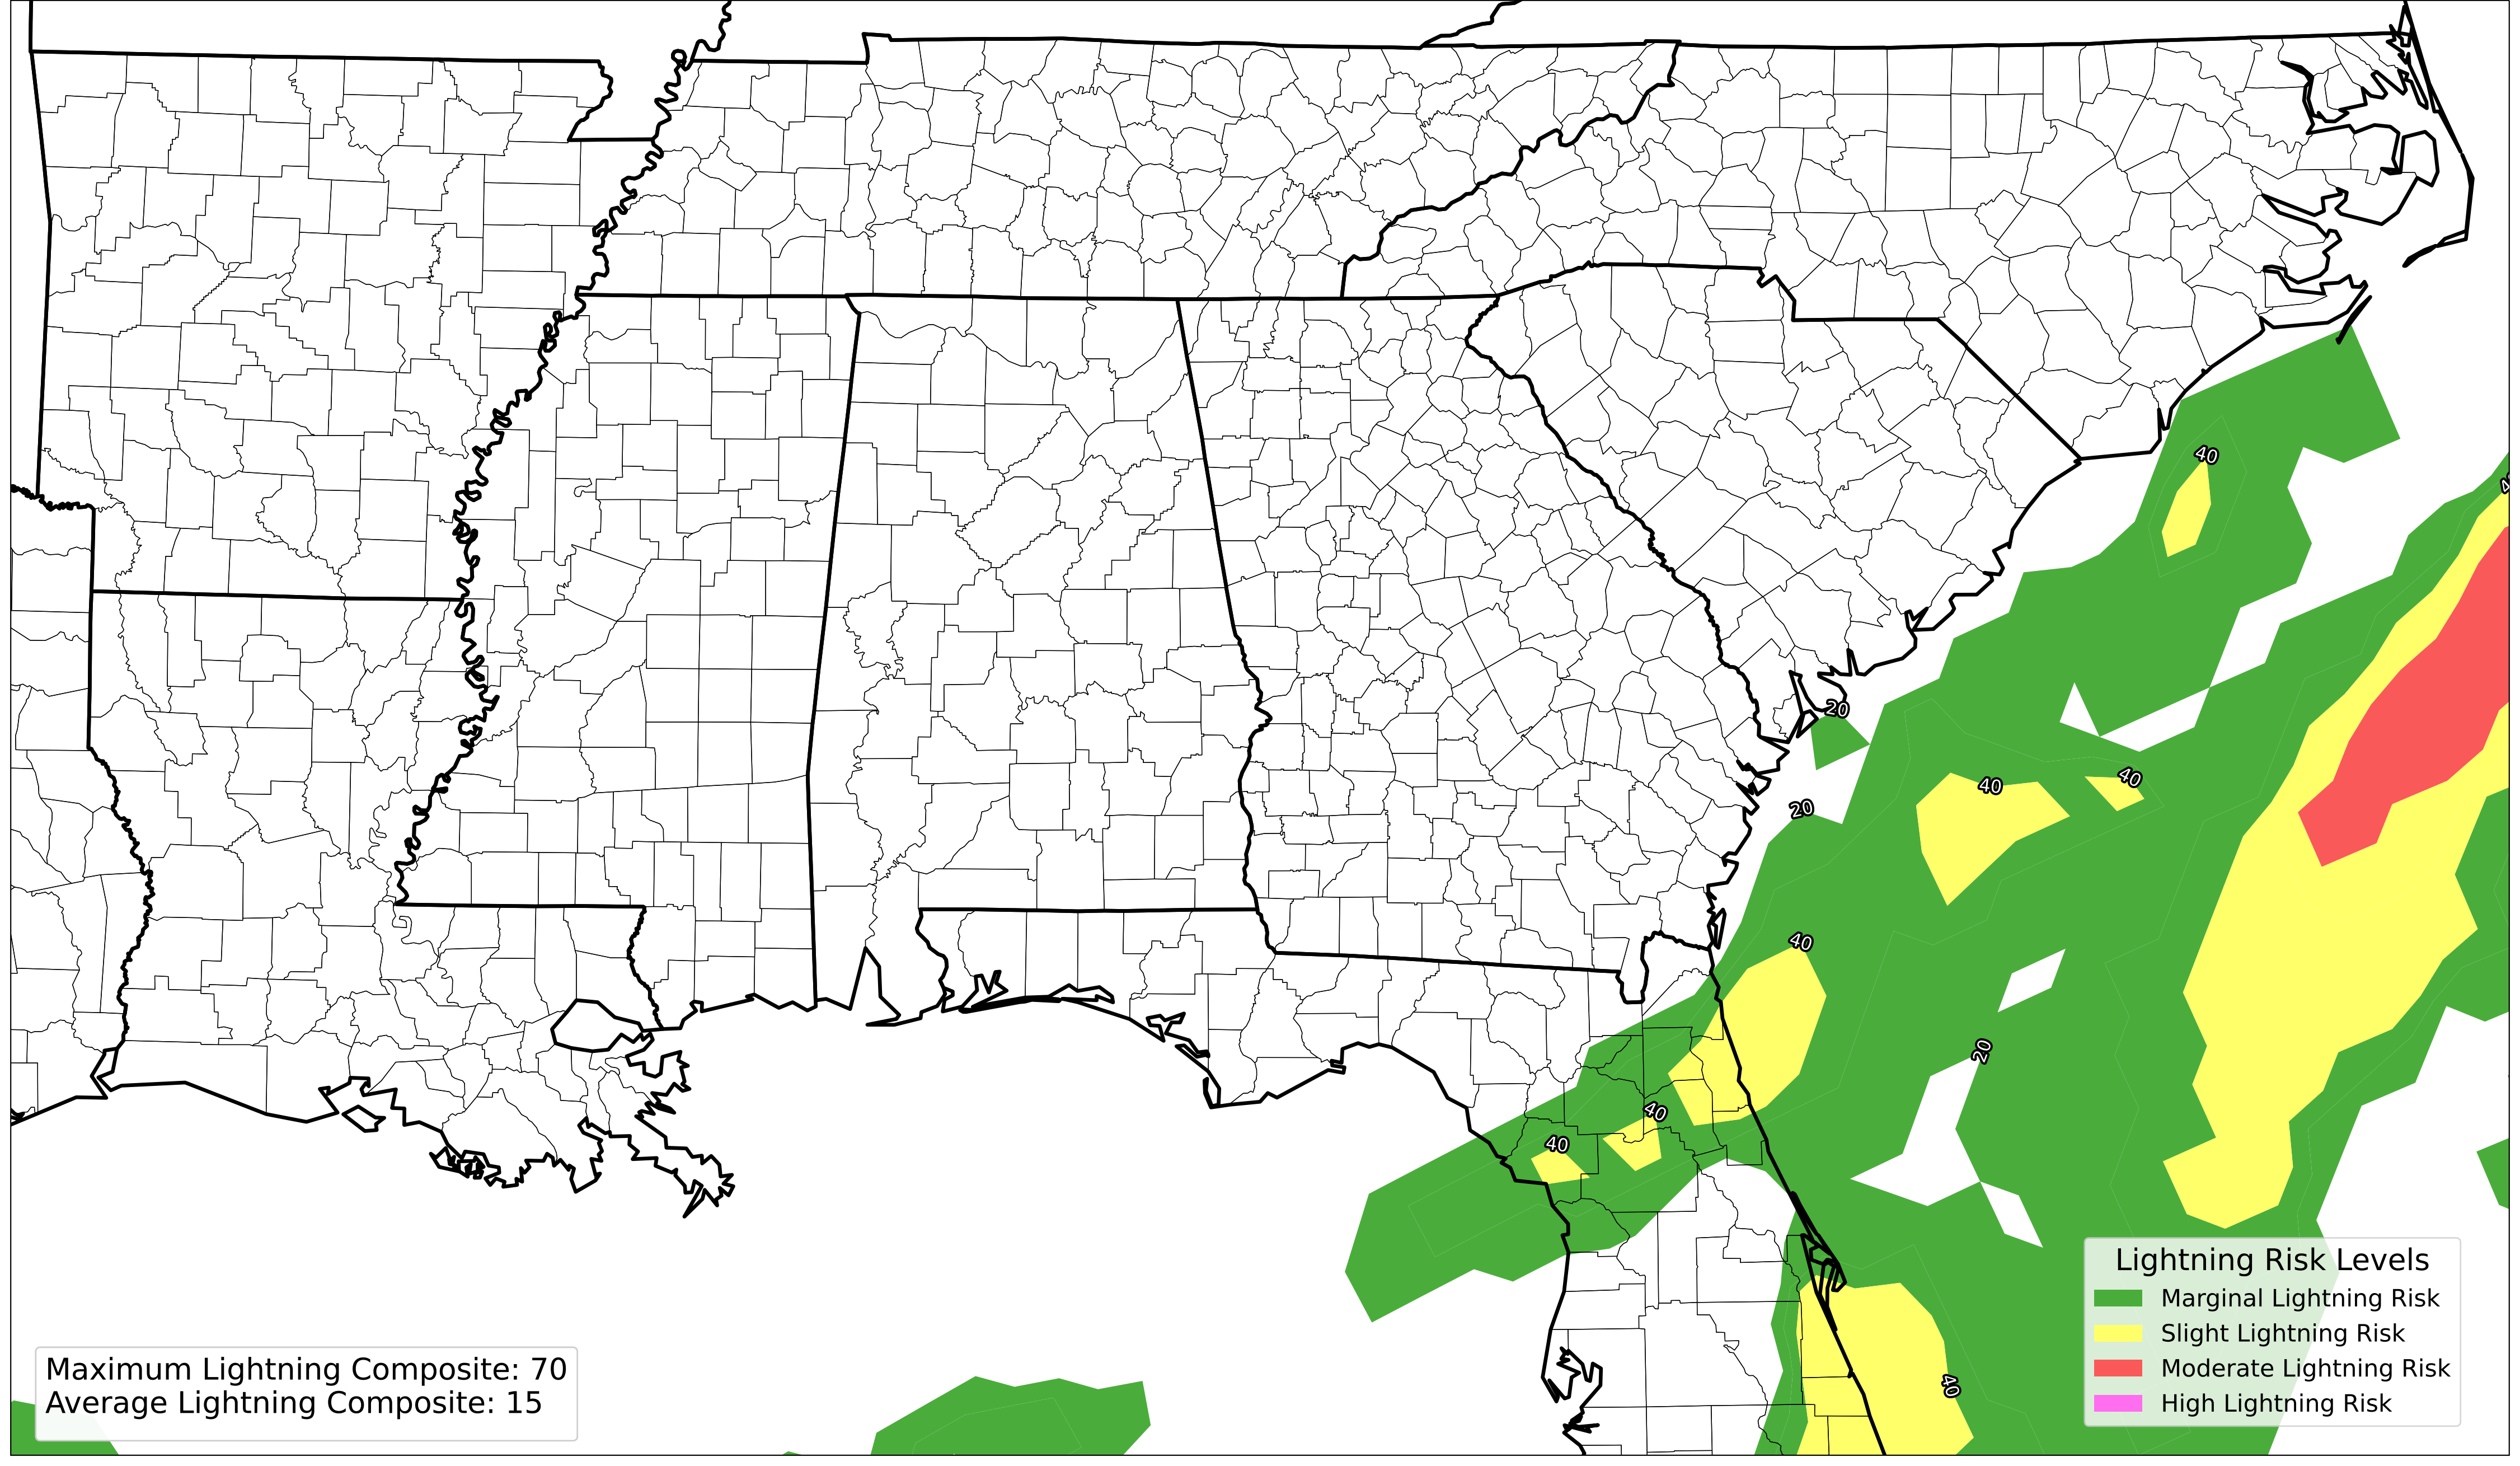 40
20
40
40
20
40
20
40
40
40
Lightning Risk Levels
Marginal Lightning Risk
Slight Lightning Risk
Moderate Lightning Risk
High Lightning Risk
Maximum Lightning Composite: 70
Average Lightning Composite: 15